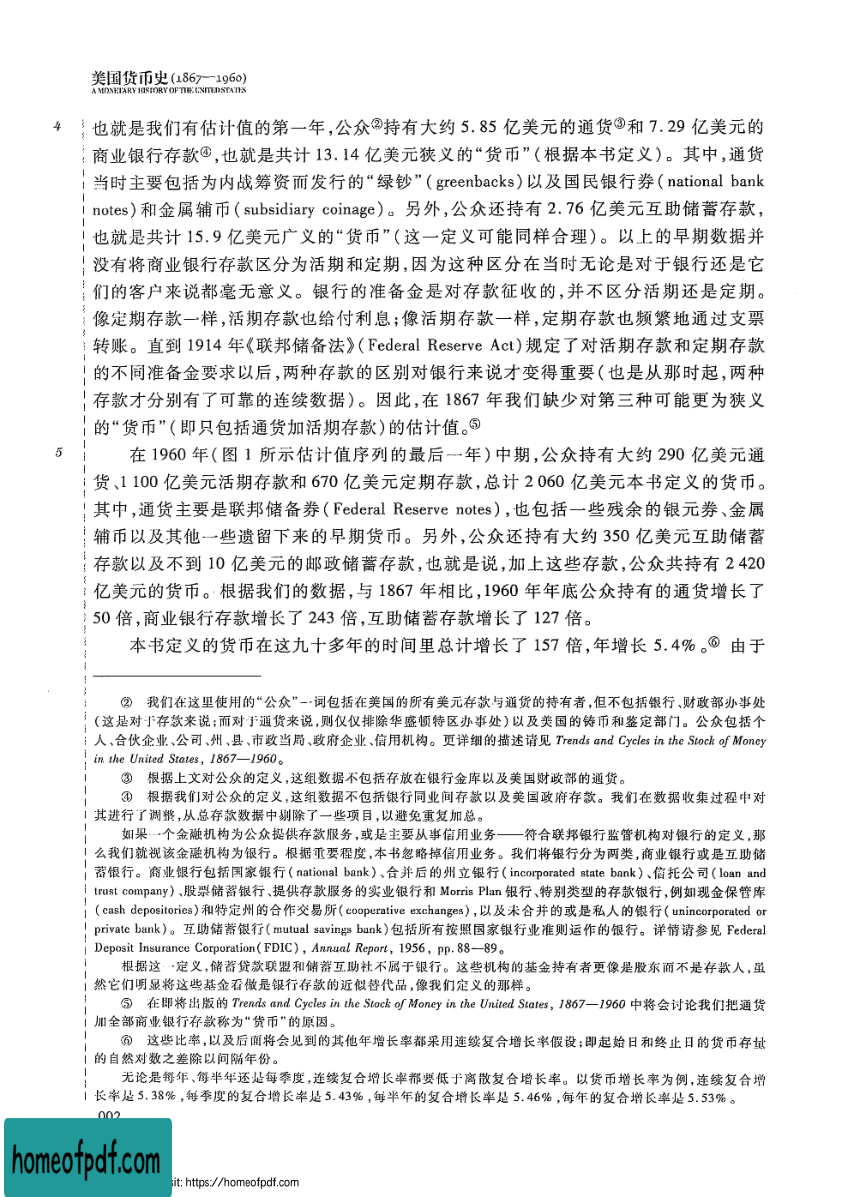 美国货币史(1867—1960)
A MONETARY HISTORY OF THE UNITED STATES
4
也就是我们有估计值的第一年,公众②持有大约 5.85 亿美元的通货③和 7.29 亿美元的
商业银行存款④,也就是共计 13.14 亿美元狭义的“货币”(根据本书定义)。其中,通货
当时主要包括为内战筹资而发行的“绿钞”(greenbacks)以及国民银行券(national bank
notes)和金属辅币(subsidiary coinage)。另外,公众还持有 2.76 亿美元互助储蓄存款,
也就是共计 15.9 亿美元广义的“货币”(这一定义可能同样合理)。以上的早期数据并
没有将商业银行存款区分为活期和定期,因为这种区分在当时无论是对于银行还是它
们的客户来说都毫无意义。银行的准备金是对存款征收的,并不区分活期还是定期。
像定期存款一样,活期存款也给付利息;像活期存款一样,定期存款也频繁地通过支票
转账。直到 1914 年《联邦储备法》(Federal Reserve Act)规定了对活期存款和定期存款
的不同准备金要求以后,两种存款的区别对银行来说才变得重要(也是从那时起,两种
存款才分别有了可靠的连续数据)。因此,在 1867 年我们缺少对第三种可能更为狭义
的“货币”(即只包括通货加活期存款)的估计值。⑤
5
在 1960 年(图 1 所示估计值序列的最后一年)中期,公众持有大约 290 亿美元通
货、1 100 亿美元活期存款和 670 亿美元定期存款,总计 2 060 亿美元本书定义的货币。
其中,通货主要是联邦储备券(Federal Reserve notes),也包括一些残余的银元券、金属
辅币以及其他一些遗留下来的早期货币。另外,公众还持有大约 350 亿美元互助储蓄
存款以及不到 10 亿美元的邮政储蓄存款,也就是说,加上这些存款,公众共持有 2 420
亿美元的货币。根据我们的数据,与 1867 年相比,1960 年年底公众持有的通货增长了
50 倍,商业银行存款增长了 243 倍,互助储蓄存款增长了 127 倍。
本书定义的货币在这九十多年的时间里总计增长了 157 倍,年增长 5.4%。⑥ 由于
② 我们在这里使用的“公众”一词包括在美国的所有美元存款与通货的持有者,但不包括银行、财政部办事处
(这是对于存款来说;而对于通货来说,则仅仅排除华盛顿特区办事处)以及美国的铸币和鉴定部门。公众包括个
人、合伙企业、公司、州、县、市政当局、政府企业、信用机构。更详细的描述请见 Trends and Cycles in the Stock of Money
in the United States, 1867—1960。
③ 根据上文对公众的定义,这组数据不包括存放在银行金库以及美国财政部的通货。
④ 根据我们对公众的定义,这组数据不包括银行同业间存款以及美国政府存款。我们在数据收集过程中对
其进行了调整,从总存款数据中剔除了一些项目,以避免重复加总。
如果一个金融机构为公众提供存款服务,或是主要从事信用业务——符合联邦银行监管机构对银行的定义,那
么我们就视该金融机构为银行。根据重要程度,本书忽略掉信用业务。我们将银行分为两类,商业银行或是互助储
蓄银行。商业银行包括国家银行(national bank)、合并后的州立银行(incorporated state bank)、信托公司(loan and
trust company)、股票储蓄银行、提供存款服务的实业银行和 Morris Plan 银行、特别类型的存款银行,例如现金保管库
(cash depositories)和特定州的合作交易所(cooperative exchanges),以及未合并的或是私人的银行(unincorporated or
private bank)。互助储蓄银行(mutual savings bank)包括所有按照国家银行业准则运作的银行。详情请参见 Federal
Deposit Insurance Corporation(FDIC), Annual Report, 1956, pp. 88—89。
根据这一定义,储蓄贷款联盟和储蓄互助社不属于银行。这些机构的基金持有者更像是股东而不是存款人,虽
然它们明显将这些基金看做是银行存款的近似替代品,像我们定义的那样。
⑤ 在即将出版的 Trends and Cycles in the Stock of Money in the United States, 1867—1960 中将会讨论我们把通货
加全部商业银行存款称为“货币”的原因。
⑥ 这些比率,以及后面将会见到的其他年增长率都采用连续复合增长率假设;即起始日和终止日的货币存量
的自然对数之差除以间隔年份。
无论是每年、每半年还是每季度,连续复合增长率都要低于离散复合增长率。以货币增长率为例,连续复合增
长率是 5.38%,每季度的复合增长率是 5.43%,每半年的复合增长率是 5.46%,每年的复合增长率是 5.53%。
002
homeofpdf.com
sit: https://homeofpdf.com